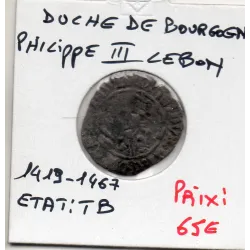 DUCHE DE BOURGOGN
PHILIPPE III LEBON
1419-1467
ETAT: TB
PRIX:
65€